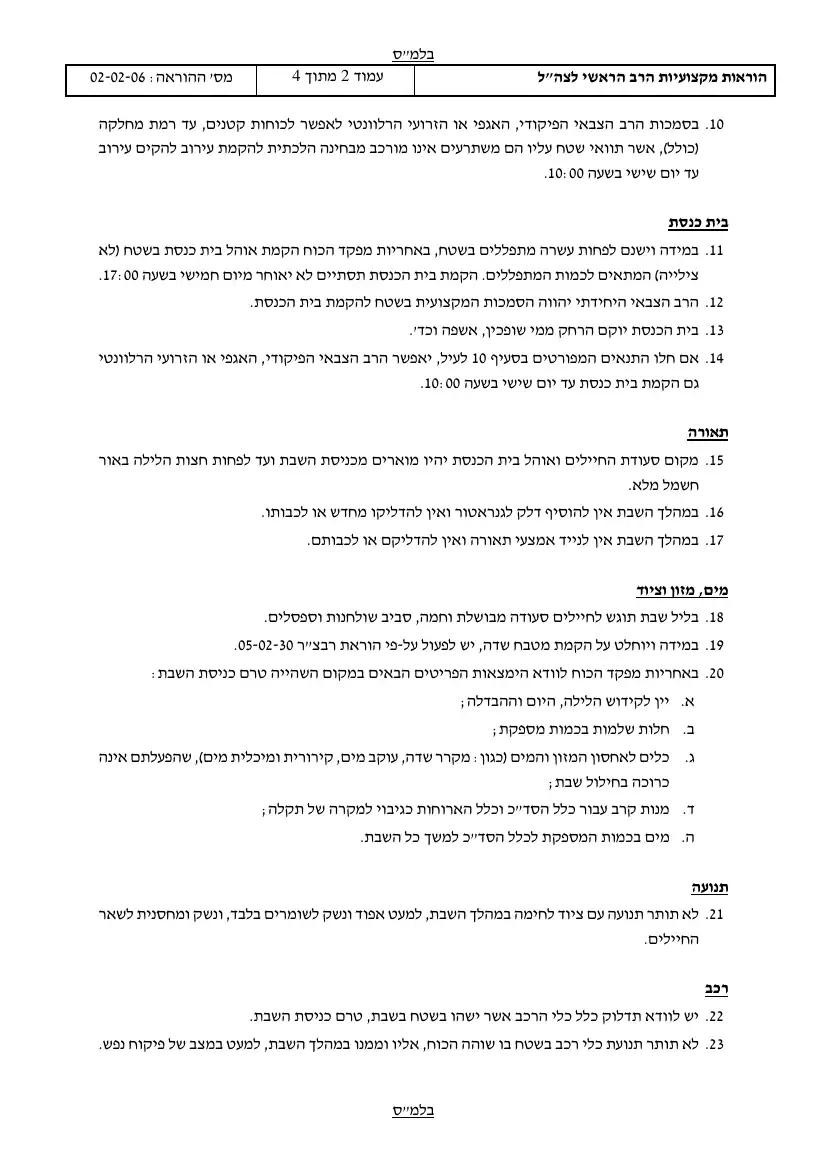 בלמ״ס
הוראות מקצועיות הרב הראשי לצה״ל עמוד 2 מתוך 4 מס׳ ההוראה: 02-02-06
10. בסמכות הרב הצבאי הפיקודי, האגפי או הזרועי הרלוונטי לאפשר לכוחות קטנים, עד רמת מחלקה
(כולל), אשר תוואי שטח עליו הם משתרעים אינו מורכב מבחינה הלכתית להקמת עירוב להקים עירוב
עד יום שישי בשעה 10:00.
בית כנסת
11. במידה וישנם לפחות עשרה מתפללים בשטח, באחריות מפקד הכוח הקמת אוהל בית כנסת בשטח (לא
צילייה) המתאים לכמות המתפללים. הקמת בית הכנסת תסתיים לא יאוחר מיום חמישי בשעה 17:00.
12. הרב הצבאי היחידתי יהווה הסמכות המקצועית בשטח להקמת בית הכנסת.
13. בית הכנסת יוקם הרחק ממי שופכין, אשפה וכד׳.
14. אם חלו התנאים המפורטים בסעיף 10 לעיל, יאפשר הרב הצבאי הפיקודי, האגפי או הזרועי הרלוונטי
גם הקמת בית כנסת עד יום שישי בשעה 10:00.
תאורה
15. מקום סעודת החיילים ואוהל בית הכנסת יהיו מוארים מכניסת השבת ועד לפחות חצות הלילה באור
חשמל מלא.
16. במהלך השבת אין להוסיף דלק לגנראטור ואין להדליקו מחדש או לכבותו.
17. במהלך השבת אין לנייד אמצעי תאורה ואין להדליקם או לכבותם.
מים, מזון וציוד
18. בליל שבת תוגש לחיילים סעודה מבושלת וחמה, סביב שולחנות וספסלים.
19. במידה ויוחלט על הקמת מטבח שדה, יש לפעול על-פי הוראת רבצ״ר 05-02-30.
20. באחריות מפקד הכוח לוודא הימצאות הפריטים הבאים במקום השהייה טרם כניסת השבת:
א. יין לקידוש הלילה, היום וההבדלה;
ב. חלות שלמות בכמות מספקת;
ג. כלים לאחסון המזון והמים (כגון: מקרר שדה, עוקב מים, קירורית ומיכלית מים), שהפעלתם אינה
כרוכה בחילול שבת;
ד. מנות קרב עבור כלל הסד״כ וכלל הארוחות כגיבוי למקרה של תקלה;
ה. מים בכמות המספקת לכלל הסד״כ למשך כל השבת.
תנועה
21. לא תותר תנועה עם ציוד לחימה במהלך השבת, למעט אפוד ונשק לשומרים בלבד, ונשק ומחסנית לשאר
החיילים.
רכב
22. יש לוודא תדלוק כלל כלי הרכב אשר ישהו בשטח בשבת, טרם כניסת השבת.
23. לא תותר תנועת כלי רכב בשטח בו שוהה הכוח, אליו וממנו במהלך השבת, למעט במצב של פיקוח נפש.
בלמ״ס